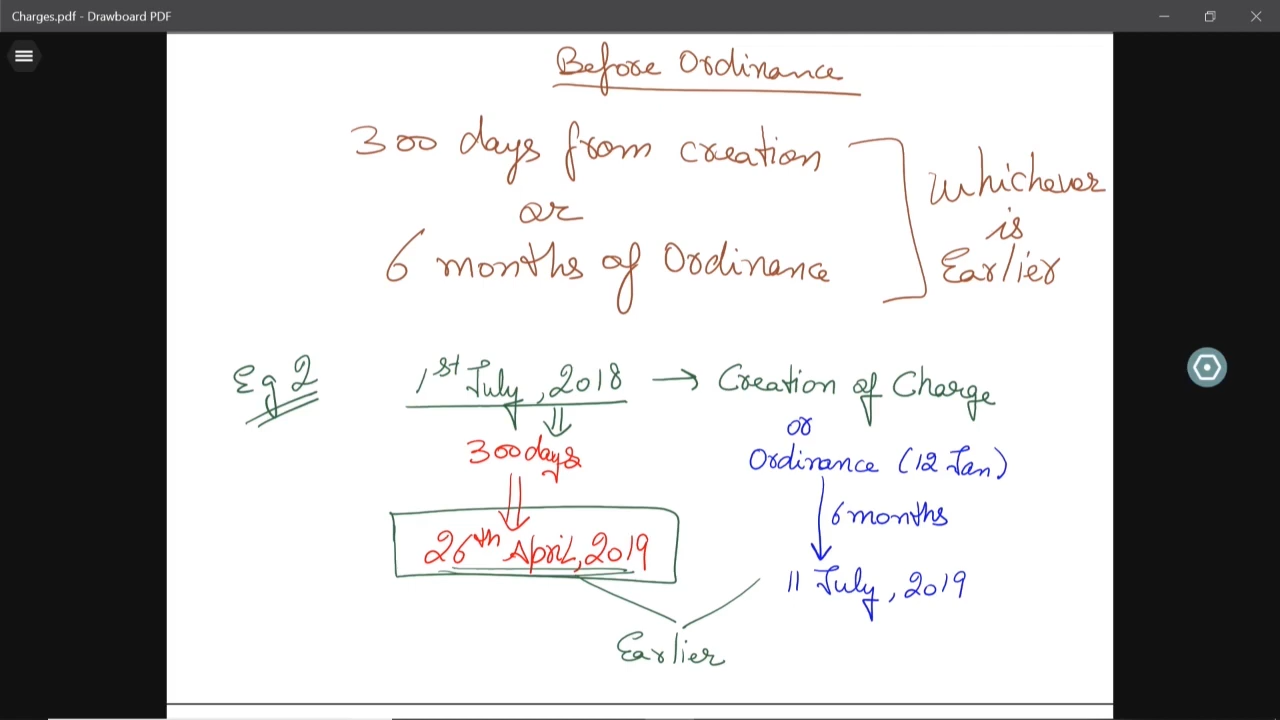 Charges.pdf - Drawboard PDF
Before Ordinance
300 days from creation
or
6 months of Ordinance
Whichever
is
Earlier
Eg 2
1st July, 2018 → Creation of Charge
300 days
26th April, 2019
or
Ordinance (12 Jan)
6 months
11 July, 2019
Earlier